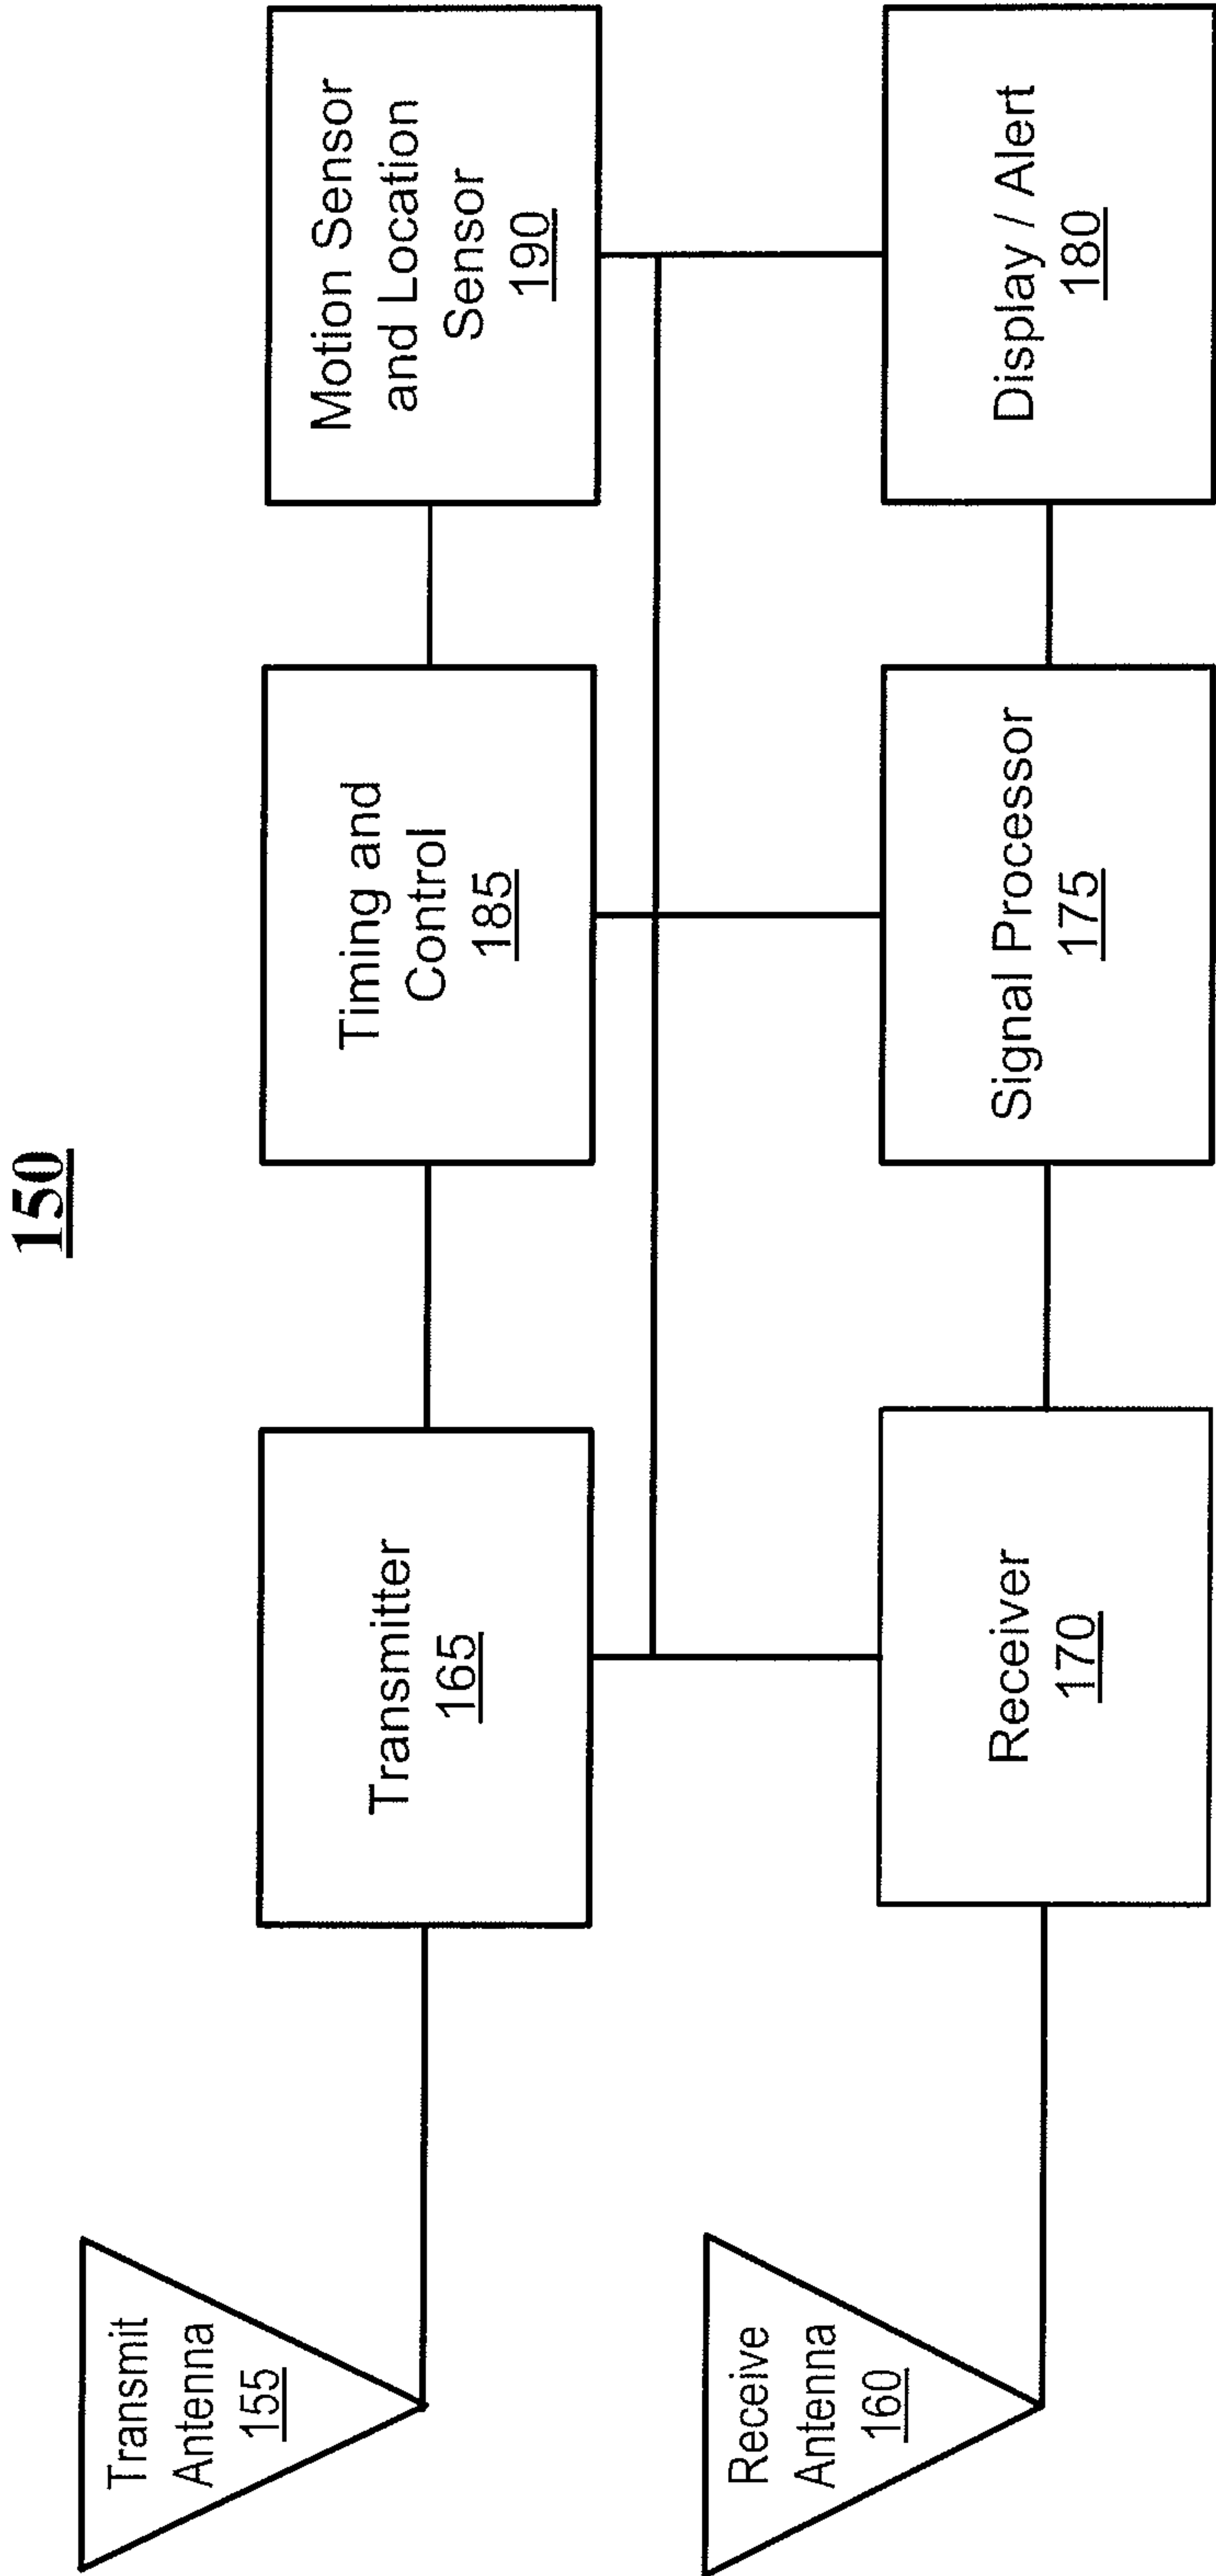 150
Transmit
Antenna
155
Transmitter
165
Timing and
Control
185
Motion Sensor
and Location
Sensor
190
Receive
Antenna
160
Receiver
170
Signal Processor
175
Display / Alert
180